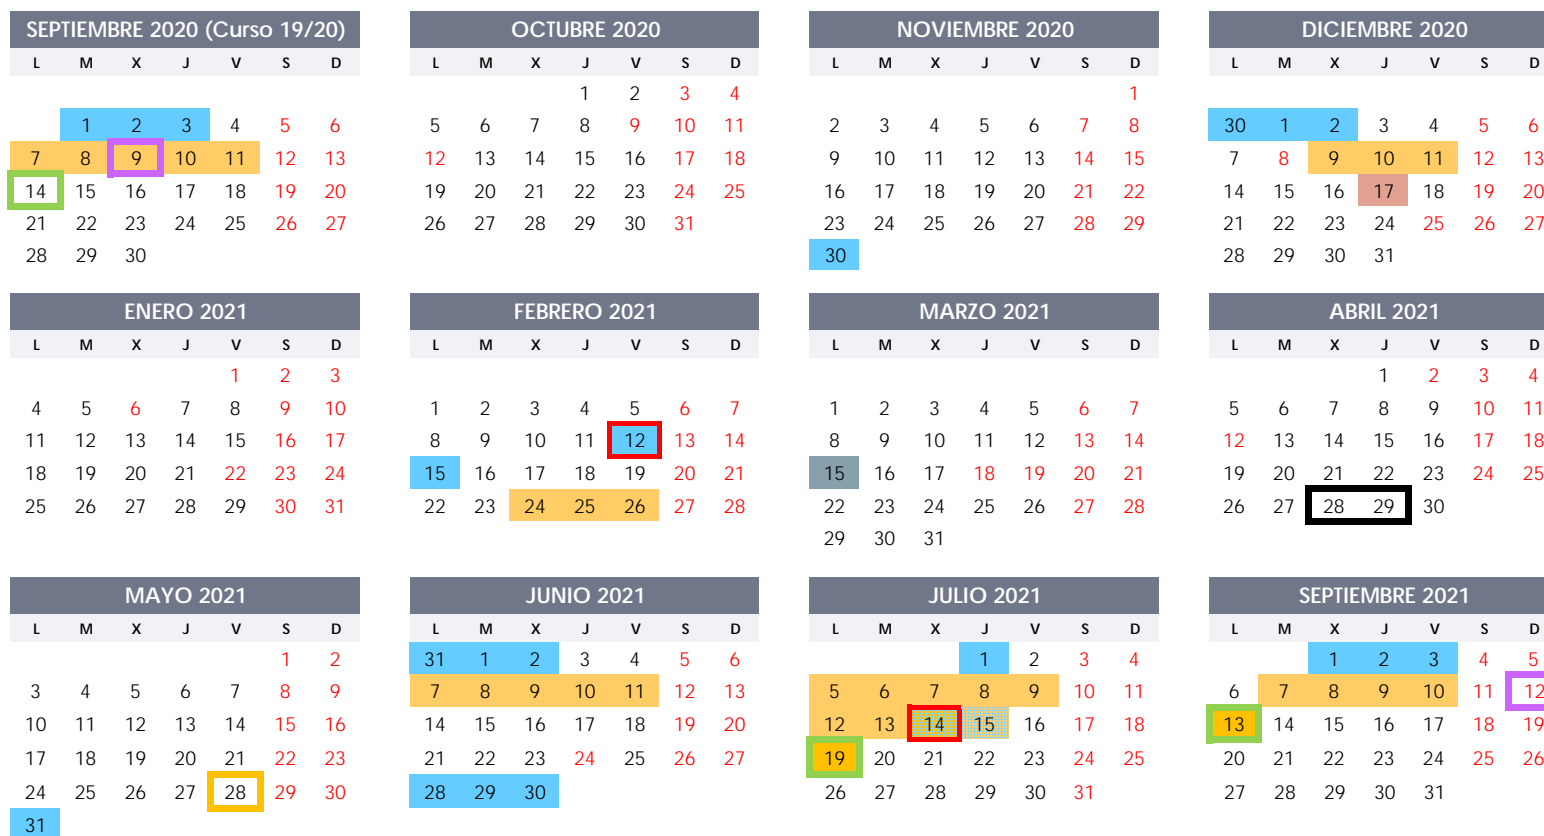 SEPTIEMBRE 2020 (Curso 19/20) OCTUBRE 2020 NOVIEMBRE 2020 DICIEMBRE 2020
L M X J V S D L M X J V S D L M X J V S D L M X J V S D
1 2 3 4 1
1 2 3 4 5 6 5 6 7 8 9 10 11 2 3 4 5 6 7 8 30 1 2 3 4 5 6
7 8 9 10 11 12 13 12 13 14 15 16 17 18 9 10 11 12 13 14 15 7 8 9 10 11 12 13
14 15 16 17 18 19 20 19 20 21 22 23 24 25 16 17 18 19 20 21 22 14 15 16 17 18 19 20
21 22 23 24 25 26 27 26 27 28 29 30 31 23 24 25 26 27 28 29 21 22 23 24 25 26 27
28 29 30 30 28 29 30 31
ENERO 2021 FEBRERO 2021 MARZO 2021 ABRIL 2021
L M X J V S D L M X J V S D L M X J V S D L M X J V S D
1 2 3 1 2 3 4
4 5 6 7 8 9 10 1 2 3 4 5 6 7 1 2 3 4 5 6 7 5 6 7 8 9 10 11
11 12 13 14 15 16 17 8 9 10 11 12 13 14 8 9 10 11 12 13 14 12 13 14 15 16 17 18
18 19 20 21 22 23 24 15 16 17 18 19 20 21 15 16 17 18 19 20 21 19 20 21 22 23 24 25
25 26 27 28 29 30 31 22 23 24 25 26 27 28 22 23 24 25 26 27 28 26 27 28 29 30
29 30 31
MAYO 2021 JUNIO 2021 JULIO 2021 SEPTIEMBRE 2021
L M X J V S D L M X J V S D L M X J V S D L M X J V S D
1 2 31 1 2 3 4 5 6 1 2 3 4 1 2 3 4 5
3 4 5 6 7 8 9 7 8 9 10 11 12 13 5 6 7 8 9 10 11 6 7 8 9 10 11 12
10 11 12 13 14 15 16 14 15 16 17 18 19 20 12 13 14 15 16 17 18 13 14 15 16 17 18 19
17 18 19 20 21 22 23 21 22 23 24 25 26 27 19 20 21 22 23 24 25 20 21 22 23 24 25 26
24 25 26 27 28 29 30 28 29 30 26 27 28 29 30 31 27 28 29 30 31
31